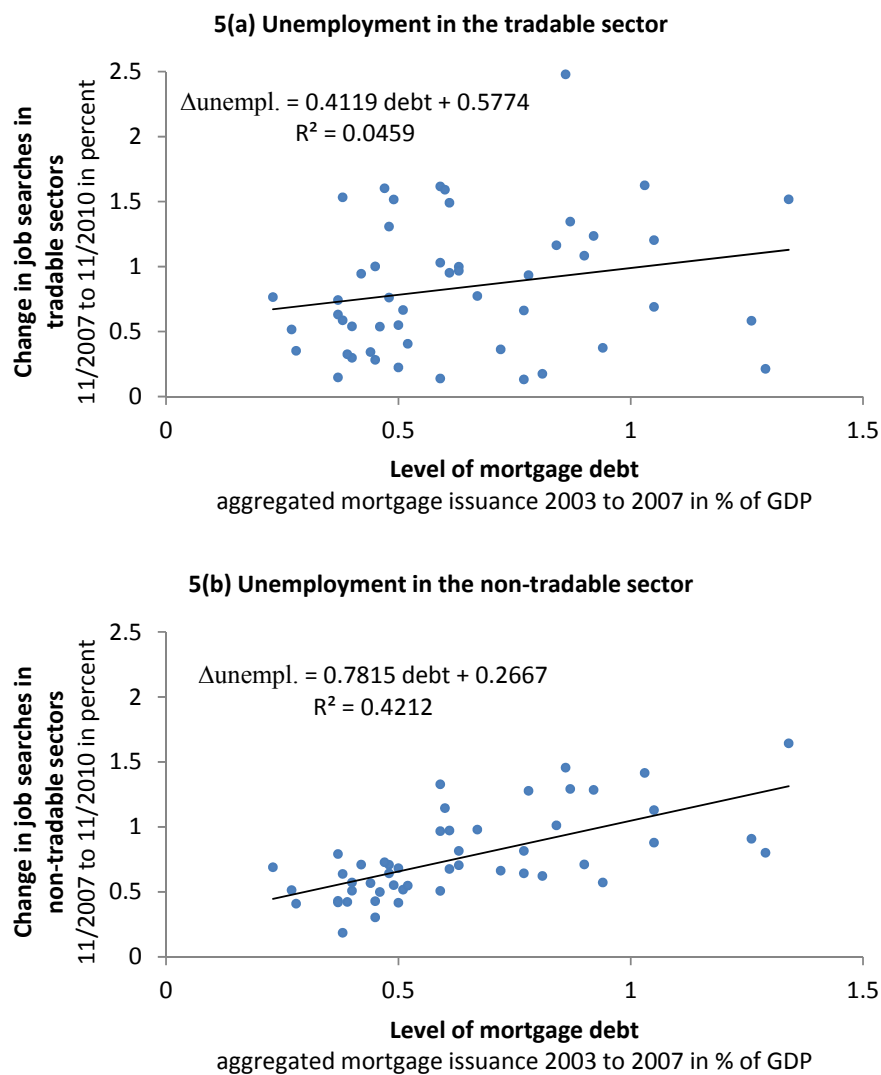 5(a) Unemployment in the tradable sector
Δunempl. = 0.4119 debt + 0.5774
R² = 0.0459
Change in job searches in
tradable sectors
11/2007 to 11/2010 in percent
2.5
2
1.5
1
0.5
0
0 0.5 1 1.5
Level of mortgage debt
aggregated mortgage issuance 2003 to 2007 in % of GDP
5(b) Unemployment in the non-tradable sector
Δunempl. = 0.7815 debt + 0.2667
R² = 0.4212
Change in job searches in
non-tradable sectors
11/2007 to 11/2010 in percent
2.5
2
1.5
1
0.5
0
0 0.5 1 1.5
Level of mortgage debt
aggregated mortgage issuance 2003 to 2007 in % of GDP